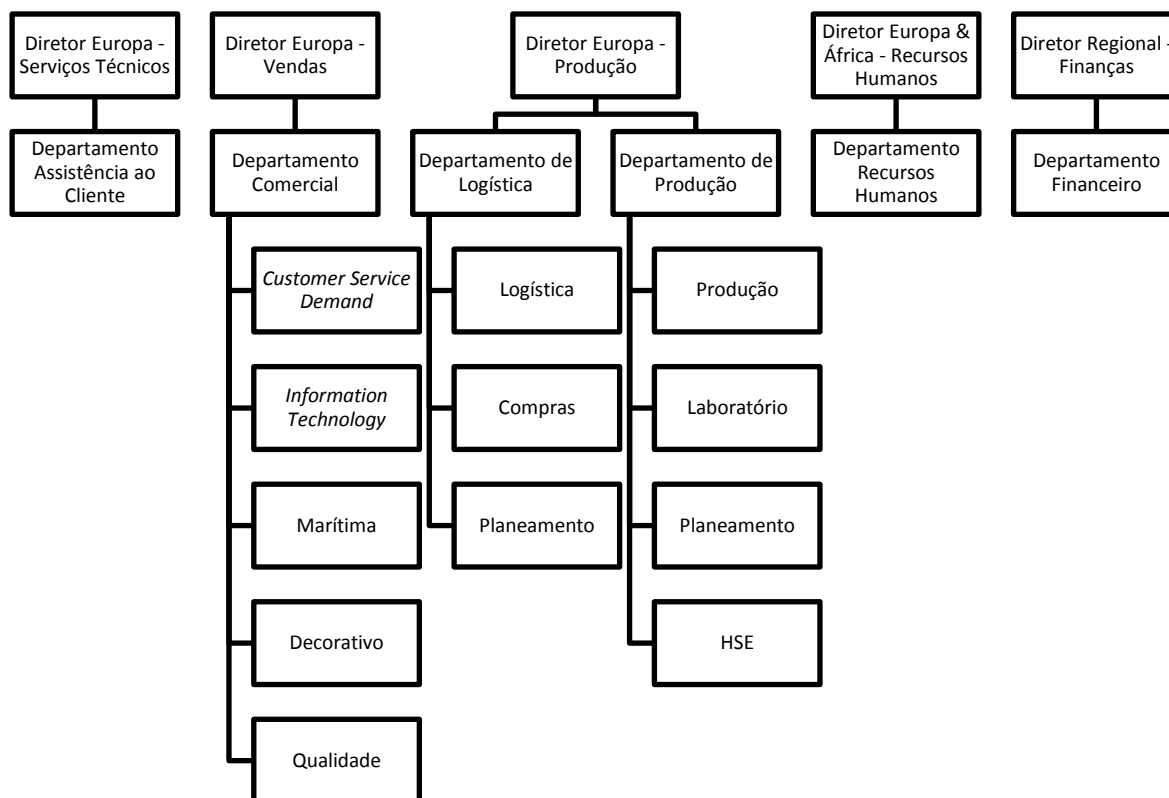 Diretor Europa -
Serviços Técnicos
Diretor Europa -
Vendas
Diretor Europa -
Produção
Diretor Europa &
África - Recursos
Humanos
Diretor Regional -
Finanças
Departamento
Assistência ao
Cliente
Departamento
Comercial
Departamento de
Logística
Departamento de
Produção
Departamento
Recursos
Humanos
Departamento
Financeiro
Customer Service
Demand
Logística
Produção
Information
Technology
Compras
Laboratório
Marítima
Planeamento
Planeamento
Decorativo
HSE
Qualidade